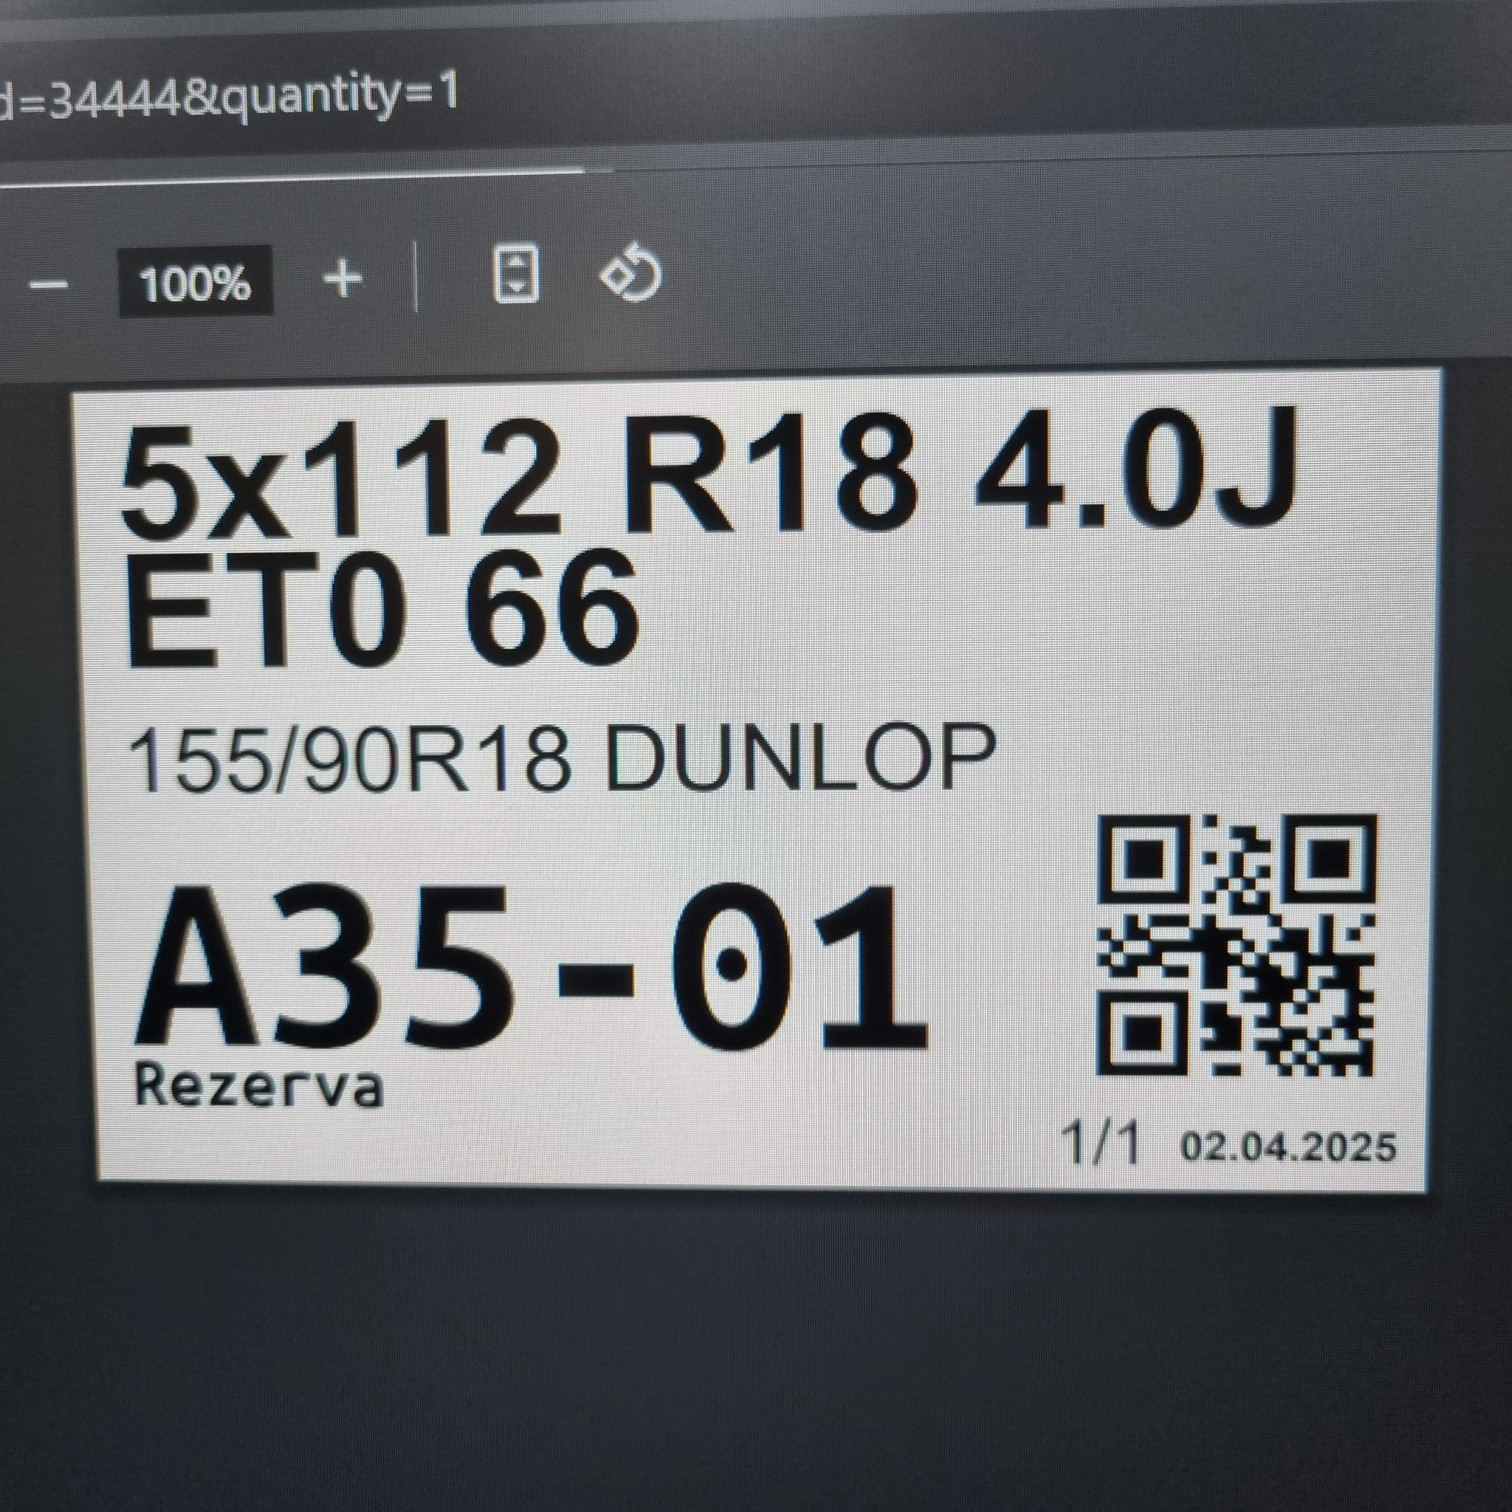 d=34444&quantity=1
100%
5x112 R18 4.0J
ET0 66
155/90R18 DUNLOP
A35-01
Rezerva
1/1 02.04.2025